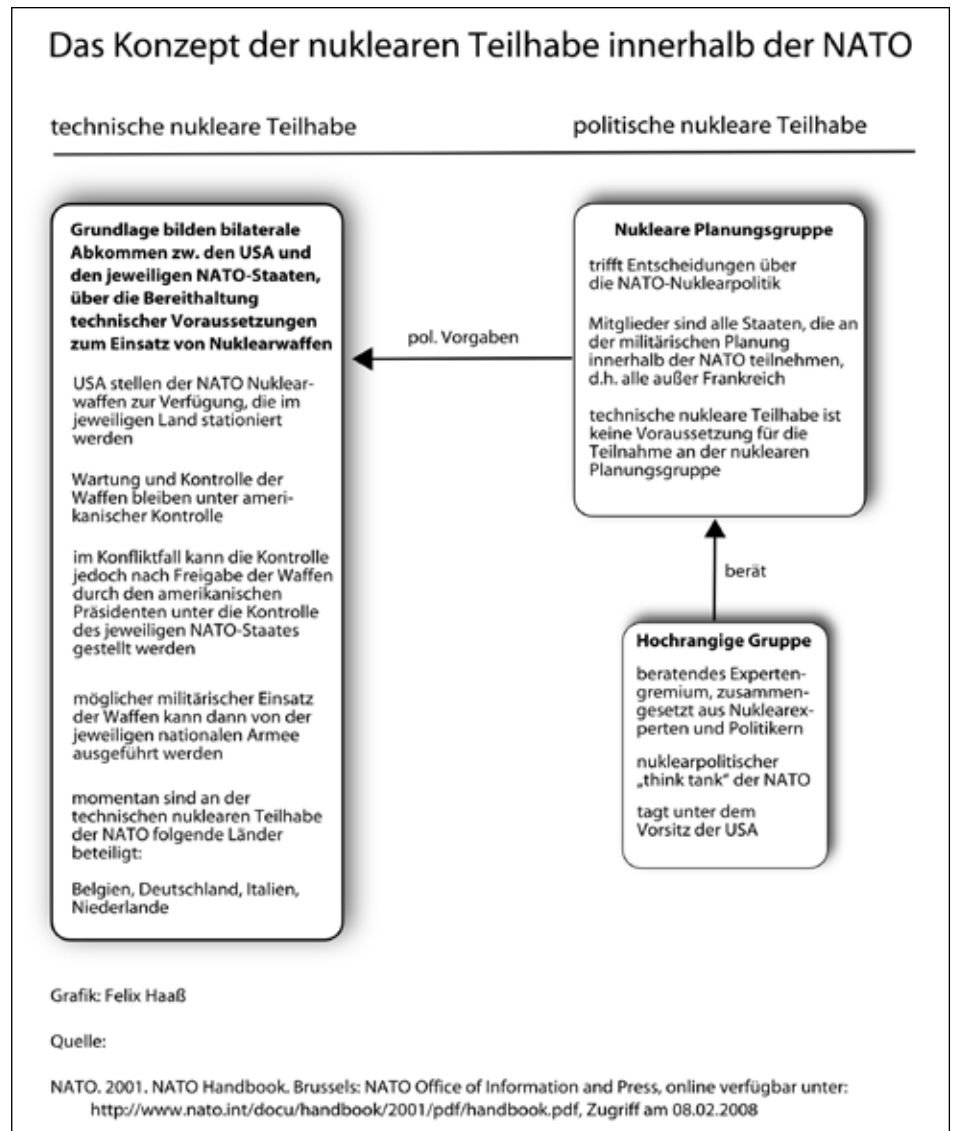 Das Konzept der nuklearen Teilhabe innerhalb der NATO
technische nukleare Teilhabe
politische nukleare Teilhabe
Grundlage bilden bilaterale
Abkommen zw. den USA und
den jeweiligen NATO-Staaten,
über die Bereithaltung
technischer Voraussetzungen
zum Einsatz von Nuklearwaffen
USA stellen der NATO Nuklear-
waffen zur Verfügung, die im
jeweiligen Land stationiert
werden
Wartung und Kontrolle der
Waffen bleiben unter ameri-
kanischer Kontrolle
im Konfliktfall kann die Kontrolle
jedoch nach Freigabe der Waffen
durch den amerikanischen
Präsidenten unter die Kontrolle
des jeweiligen NATO-Staates
gestellt werden
möglicher militärischer Einsatz
der Waffen kann dann von der
jeweiligen nationalen Armee
ausgeführt werden
momentan sind an der
technischen nuklearen Teilhabe
der NATO folgende Länder
beteiligt:
Belgien, Deutschland, Italien,
Niederlande
pol. Vorgaben
Nukleare Planungsgruppe
trifft Entscheidungen über
die NATO-Nuklearpolitik
Mitglieder sind alle Staaten, die an
der militärischen Planung
innerhalb der NATO teilnehmen,
d.h. alle außer Frankreich
technische nukleare Teilhabe ist
keine Voraussetzung für die
Teilnahme an der nuklearen
Planungsgruppe
berät
Hochrangige Gruppe
beratendes Experten-
gremium, zusammen-
gesetzt aus Nuklearex-
perten und Politikern
nuklearpolitischer
„think tank“ der NATO
tagt unter dem
Vorsitz der USA
Grafik: Felix Haaß
Quelle:
NATO. 2001. NATO Handbook. Brussels: NATO Office of Information and Press, online verfügbar unter:
http://www.nato.int/docu/handbook/2001/pdf/handbook.pdf, Zugriff am 08.02.2008